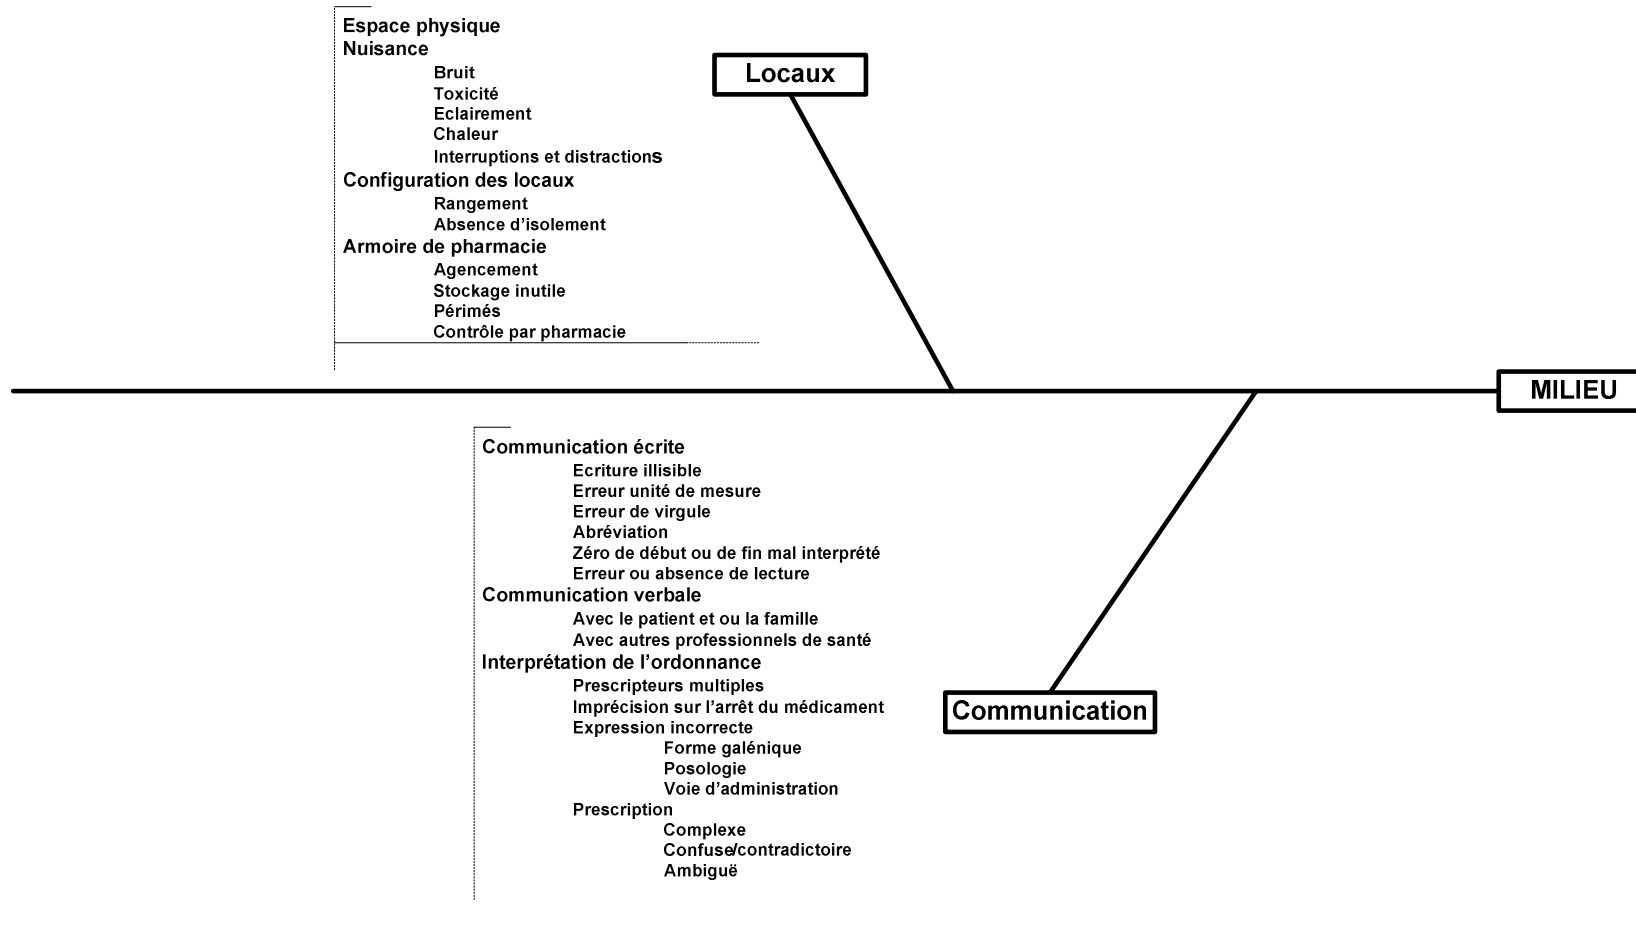 Espace physique
Nuisance
Bruit
Toxicité
Eclairement
Chaleur
Interruptions et distractions
Configuration des locaux
Rangement
Absence d’isolement
Armoire de pharmacie
Agencement
Stockage inutile
Périmés
Contrôle par pharmacie
Locaux
MILIEU
Communication écrite
Ecriture illisible
Erreur unité de mesure
Erreur de virgule
Abréviation
Zéro de début ou de fin mal interprété
Erreur ou absence de lecture
Communication verbale
Avec le patient et ou la famille
Avec autres professionnels de santé
Interprétation de l’ordonnance
Prescripteurs multiples
Imprécision sur l’arrêt du médicament
Expression incorrecte
Forme galénique
Posologie
Voie d’administration
Prescription
Complexe
Confuse/contradictoire
Ambiguë
Communication